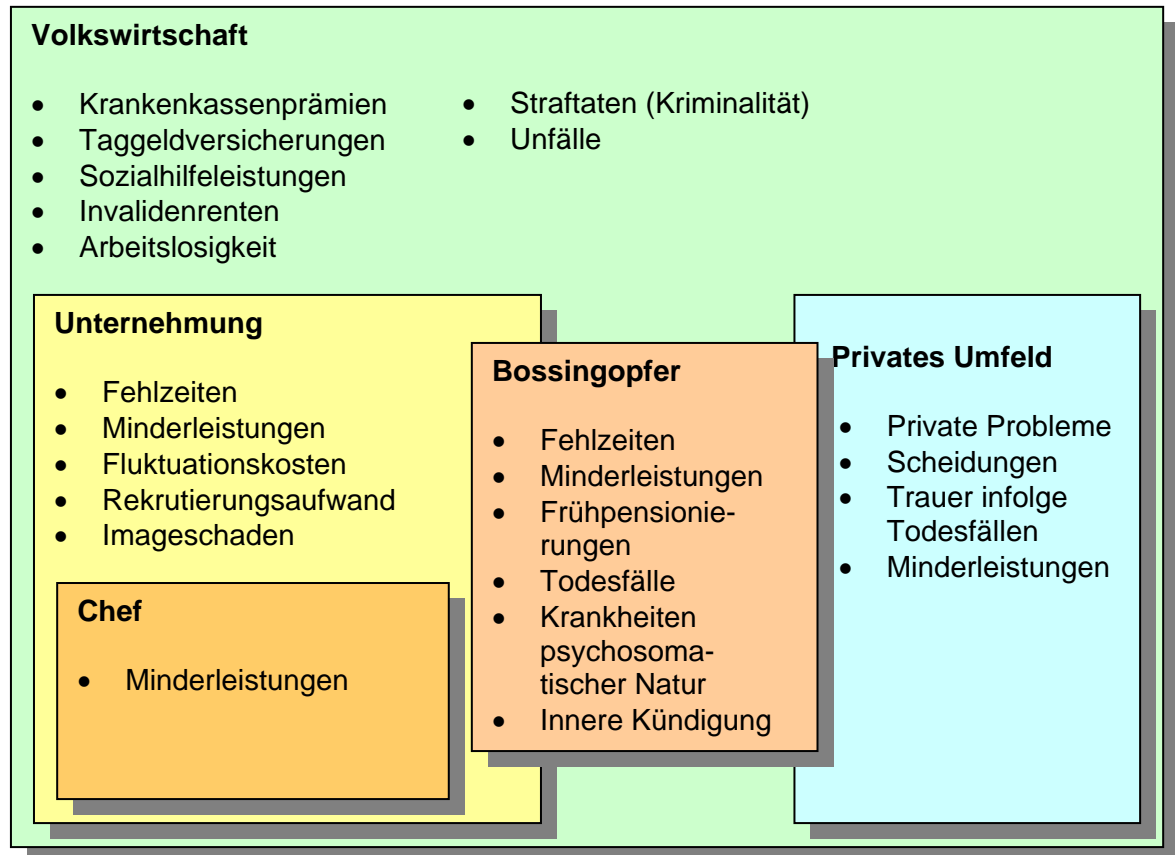 Volkswirtschaft
• Krankenkassenprämien
• Taggeldversicherungen
• Sozialhilfeleistungen
• Invalidenrenten
• Arbeitslosigkeit
• Straftaten (Kriminalität)
• Unfälle
Unternehmung
• Fehlzeiten
• Minderleistungen
• Fluktuationskosten
• Rekrutierungsaufwand
• Imageschaden
Chef
• Minderleistungen
Bossingopfer
• Fehlzeiten
• Minderleistungen
• Frühpensionie-
rungen
• Todesfälle
• Krankheiten
psychosoma-
tischer Natur
• Innere Kündigung
Privates Umfeld
• Private Probleme
• Scheidungen
• Trauer infolge
Todesfällen
• Minderleistungen